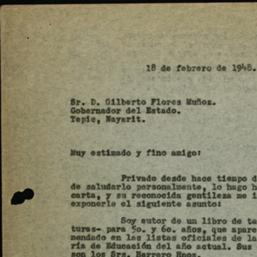 18 de febrero de 1948.
Sr. D. Gilberto Flores Muñoz.
Gobernador del Estado.
Tepic, Nayarit.
Muy estimado y fino amigo:
Privado desde hace tiempo d
de saludarlo personalmente, lo hago h
carta, y su reconocida gentileza me i
exponerle el siguiente asunto:
Soy autor de un libro de te
turas- para 5o. y 6o. años, que apare
mendado en las listas oficiales de la
ría de Educación del año actual. Sus
son los Srs. Herrero Hnos.